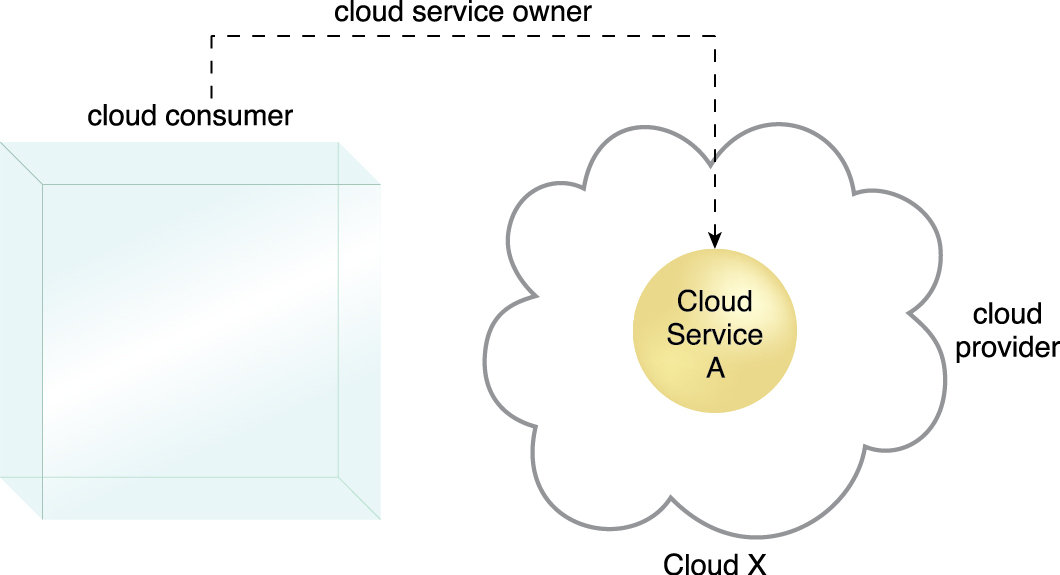 cloud service owner
cloud consumer
Cloud
Service
A
cloud
provider
Cloud X